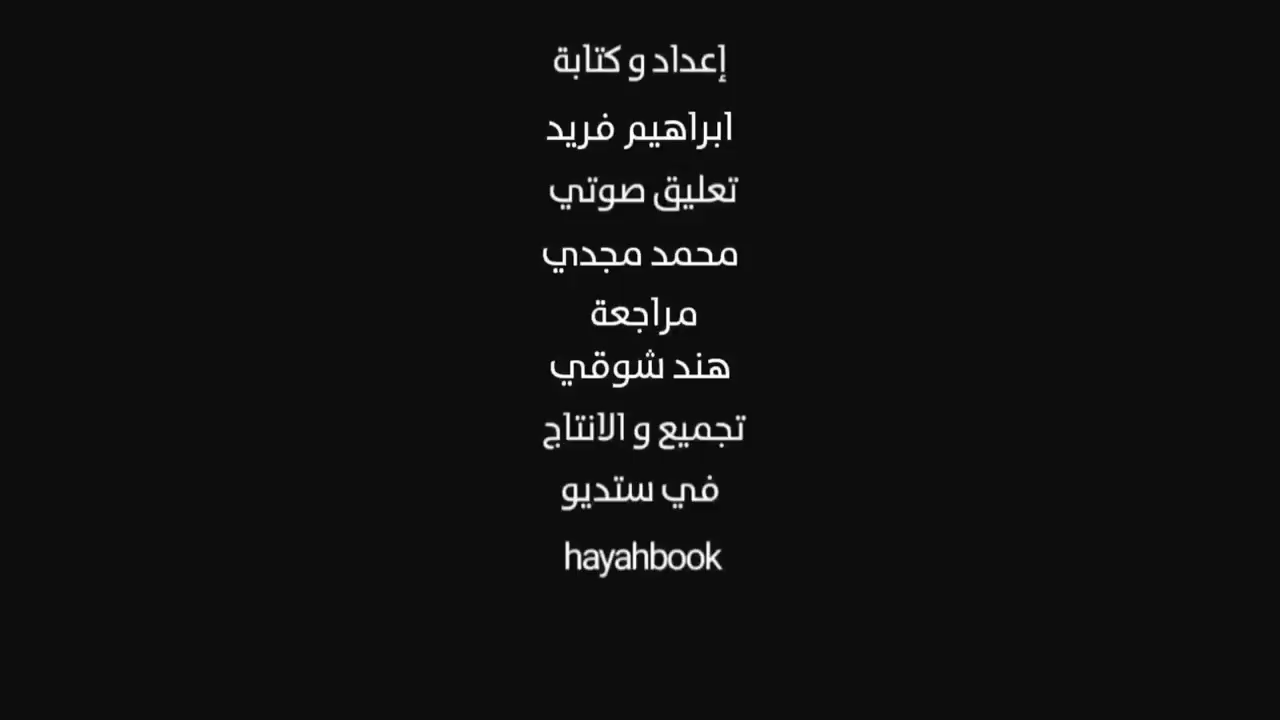 إعداد و كتابة
ابراهيم فريد
تعليق صوتي
محمد مجدي
مراجعة
هند شوقي
تجميع و الانتاج
في ستديو
hayahbook